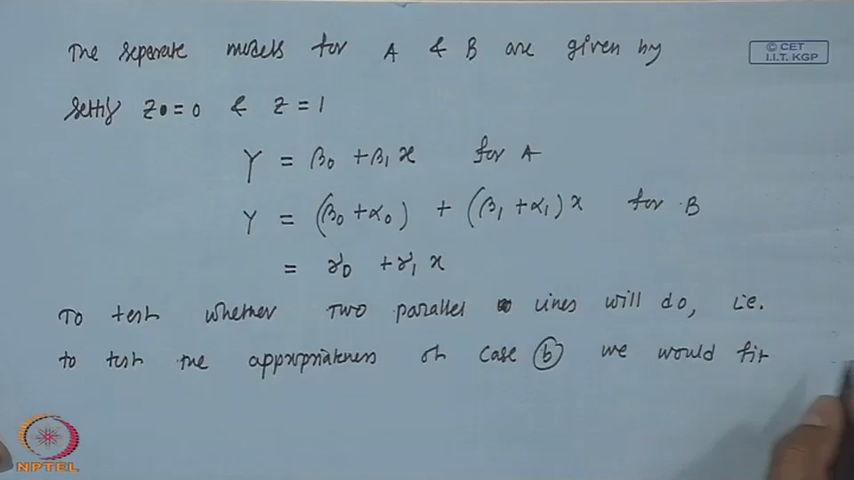 The separate models for A & B are given by
© CET
I.I.T. KGP
setting Z0=0 & Z=1
Y = β0 + β1 x for A
Y = (β0 + α0) + (β1 + α1) x for B
= γ0 + γ1 x
To test whether two parallel lines will do, i.e.
to test the appropriateness of case (b) we would fit
NPTEL